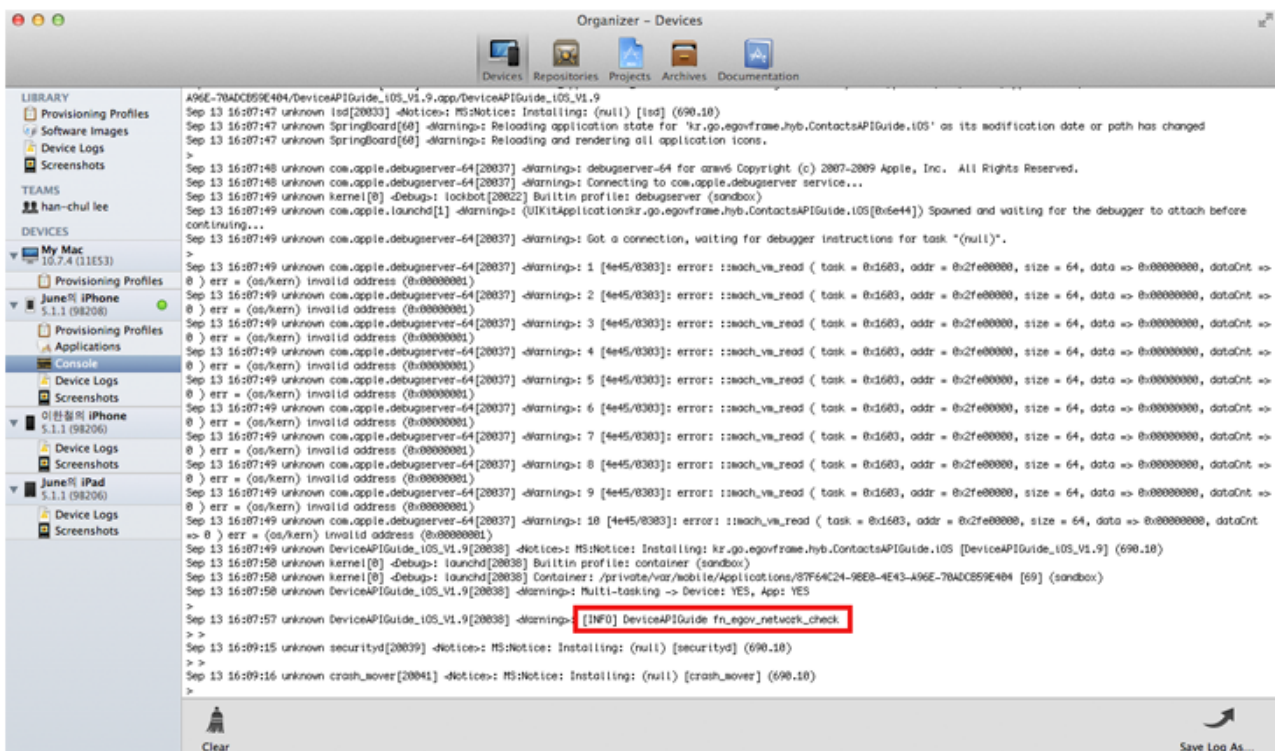 Organizer – Devices
Devices Repositories Projects Archives Documentation
LIBRARY
Provisioning Profiles
Software Images
Device Logs
Screenshots
TEAMS
han-chul lee
DEVICES
My Mac
10.7.4 (11E53)
Provisioning Profiles
June의 iPhone
5.1.1 (9B208)
Provisioning Profiles
Applications
Console
Device Logs
Screenshots
이한철의 iPhone
5.1.1 (9B206)
Device Logs
Screenshots
June의 iPad
5.1.1 (9B206)
Device Logs
Screenshots
A96E-70ADCB59E404/DeviceAPIGuide_iOS_V1.9.app/DeviceAPIGuide_iOS_V1.9
Sep 13 16:07:47 unknown lsd[20033] <Notice>: MS:Notice: Installing: (null) [lsd] (690.10)
Sep 13 16:07:47 unknown SpringBoard[60] <Warning>: Reloading application state for 'kr.go.egovframe.hyb.ContactsAPIGuide.iOS' as its modification date or path has changed
Sep 13 16:07:47 unknown SpringBoard[60] <Warning>: Reloading and rendering all application icons.
>
Sep 13 16:07:48 unknown com.apple.debugserver-64[20037] <Warning>: debugserver-64 for armv6 Copyright (c) 2007-2009 Apple, Inc. All Rights Reserved.
Sep 13 16:07:48 unknown com.apple.debugserver-64[20037] <Warning>: Connecting to com.apple.debugserver service...
Sep 13 16:07:49 unknown kernel[0] <Debug>: lockbot[20022] Builtin profile: debugserver (sandbox)
Sep 13 16:07:49 unknown com.apple.launchd[1] <Warning>: (UIKitApplication:kr.go.egovframe.hyb.ContactsAPIGuide.iOS[0x6e44]) Spawned and waiting for the debugger to attach before
continuing...
Sep 13 16:07:49 unknown com.apple.debugserver-64[20037] <Warning>: Got a connection, waiting for debugger instructions for task "(null)".
>
Sep 13 16:07:49 unknown com.apple.debugserver-64[20037] <Warning>: 1 [4e45/0303]: error: ::mach_vm_read ( task = 0x1603, addr = 0x2fe00000, size = 64, data => 0x00000000, dataCnt =>
0 ) err = (os/kern) invalid address (0x00000001)
Sep 13 16:07:49 unknown com.apple.debugserver-64[20037] <Warning>: 2 [4e45/0303]: error: ::mach_vm_read ( task = 0x1603, addr = 0x2fe00000, size = 64, data => 0x00000000, dataCnt =>
0 ) err = (os/kern) invalid address (0x00000001)
Sep 13 16:07:49 unknown com.apple.debugserver-64[20037] <Warning>: 3 [4e45/0303]: error: ::mach_vm_read ( task = 0x1603, addr = 0x2fe00000, size = 64, data => 0x00000000, dataCnt =>
0 ) err = (os/kern) invalid address (0x00000001)
Sep 13 16:07:49 unknown com.apple.debugserver-64[20037] <Warning>: 4 [4e45/0303]: error: ::mach_vm_read ( task = 0x1603, addr = 0x2fe00000, size = 64, data => 0x00000000, dataCnt =>
0 ) err = (os/kern) invalid address (0x00000001)
Sep 13 16:07:49 unknown com.apple.debugserver-64[20037] <Warning>: 5 [4e45/0303]: error: ::mach_vm_read ( task = 0x1603, addr = 0x2fe00000, size = 64, data => 0x00000000, dataCnt =>
0 ) err = (os/kern) invalid address (0x00000001)
Sep 13 16:07:49 unknown com.apple.debugserver-64[20037] <Warning>: 6 [4e45/0303]: error: ::mach_vm_read ( task = 0x1603, addr = 0x2fe00000, size = 64, data => 0x00000000, dataCnt =>
0 ) err = (os/kern) invalid address (0x00000001)
Sep 13 16:07:49 unknown com.apple.debugserver-64[20037] <Warning>: 7 [4e45/0303]: error: ::mach_vm_read ( task = 0x1603, addr = 0x2fe00000, size = 64, data => 0x00000000, dataCnt =>
0 ) err = (os/kern) invalid address (0x00000001)
Sep 13 16:07:49 unknown com.apple.debugserver-64[20037] <Warning>: 8 [4e45/0303]: error: ::mach_vm_read ( task = 0x1603, addr = 0x2fe00000, size = 64, data => 0x00000000, dataCnt =>
0 ) err = (os/kern) invalid address (0x00000001)
Sep 13 16:07:49 unknown com.apple.debugserver-64[20037] <Warning>: 9 [4e45/0303]: error: ::mach_vm_read ( task = 0x1603, addr = 0x2fe00000, size = 64, data => 0x00000000, dataCnt =>
0 ) err = (os/kern) invalid address (0x00000001)
Sep 13 16:07:49 unknown com.apple.debugserver-64[20037] <Warning>: 10 [4e45/0303]: error: ::mach_vm_read ( task = 0x1603, addr = 0x2fe00000, size = 64, data => 0x00000000, dataCnt
=> 0 ) err = (os/kern) invalid address (0x00000001)
Sep 13 16:07:49 unknown DeviceAPIGuide_iOS_V1.9[20038] <Notice>: MS:Notice: Installing: kr.go.egovframe.hyb.ContactsAPIGuide.iOS [DeviceAPIGuide_iOS_V1.9] (690.10)
Sep 13 16:07:50 unknown kernel[0] <Debug>: launchd[20038] Builtin profile: container (sandbox)
Sep 13 16:07:50 unknown kernel[0] <Debug>: launchd[20038] Container: /private/var/mobile/Applications/87F64C24-98E0-4E43-A96E-70ADCB59E404 [69] (sandbox)
Sep 13 16:07:50 unknown DeviceAPIGuide_iOS_V1.9[20038] <Warning>: Multi-tasking -> Device: YES, App: YES
>
Sep 13 16:07:57 unknown DeviceAPIGuide_iOS_V1.9[20038] <Warning>: [INFO] DeviceAPIGuide fn_egov_network_check
> >
Sep 13 16:09:15 unknown securityd[20039] <Notice>: MS:Notice: Installing: (null) [securityd] (690.10)
> >
Sep 13 16:09:16 unknown crash_mover[20041] <Notice>: MS:Notice: Installing: (null) [crash_mover] (690.10)
>
Clear
Save Log As...